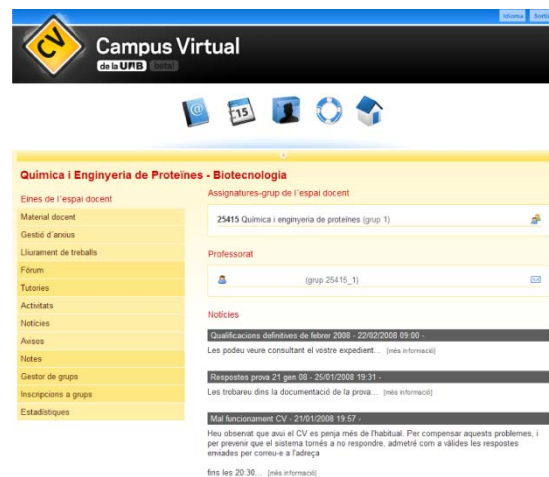 Idioma Sortir
CV
Campus Virtual
de la UAB beta!
@ 15
Química i Enginyeria de Proteïnes - Biotecnologia
Eines de l'espai docent
Material docent
Gestió d'arxius
Lliurament de treballs
Fórum
Tutories
Activitats
Notícies
Avisos
Notes
Gestor de grups
Inscripcions a grups
Estadístiques
Assignatures-grup de l'espai docent
25415 Química i enginyeria de proteïnes (grup 1)
Professorat
(grup 25415_1)
Notícies
Qualificacions definitives de febrer 2008 - 22/02/2008 09:00 -
Les podeu veure consultant el vostre expedient... [més informació]
Respostes prova 21 gen 08 - 25/01/2008 19:31 -
Les trobareu dins la documentació de la prova... [més informació]
Mal funcionament CV - 21/01/2008 19:57 -
Heu observat que avui el CV es penja més de l'habitual. Per compensar aquests problemes, i
per prevenir que el sistema tornés a no respondre, admetré com a vàlides les respostes
enviades per correu-e a l'adreça
fins les 20:30... [més informació]